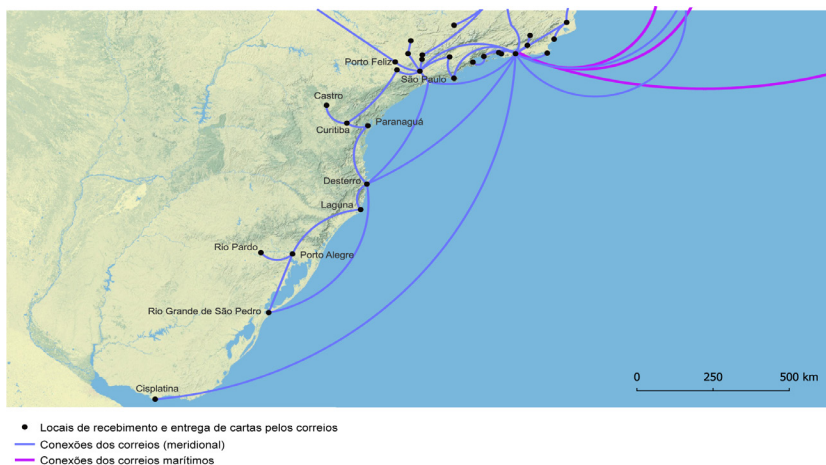 Porto Feliz
São Paulo
Castro
Curitiba
Paranaguá
Desterro
Laguna
Rio Pardo
Porto Alegre
Rio Grande de São Pedro
Cisplatina
0 250 500 km
Locais de recebimento e entrega de cartas pelos correios
Conexões dos correios (meridional)
Conexões dos correios marítimos